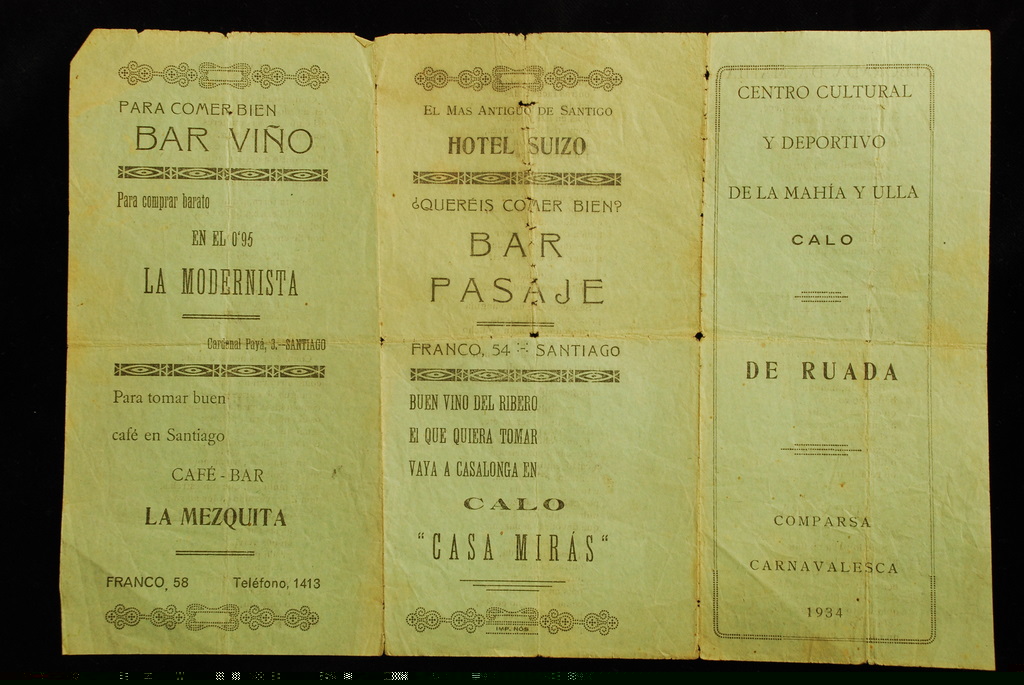 PARA COMER BIEN
BAR VIÑO
Para comprar barato
EN EL 0'95
LA MODERNISTA
Cardenal Payá, 3.-SANTIAGO
Para tomar buen
café en Santiago
CAFÉ - BAR
LA MEZQUITA
FRANCO, 58 Teléfono, 1413
EL MAS ANTIGUO DE SANTIGO
HOTEL SUIZO
¿QUERÉIS COMER BIEN?
BAR
PASAJE
FRANCO, 54 -:- SANTIAGO
BUEN VINO DEL RIBERO
El QUE QUIERA TOMAR
VAYA A CASALONGA EN
CALO
"CASA MIRÁS"
IMP. NÓS
CENTRO CULTURAL
Y DEPORTIVO
DE LA MAHÍA Y ULLA
CALO
DE RUADA
COMPARSA
CARNAVALESCA
1934